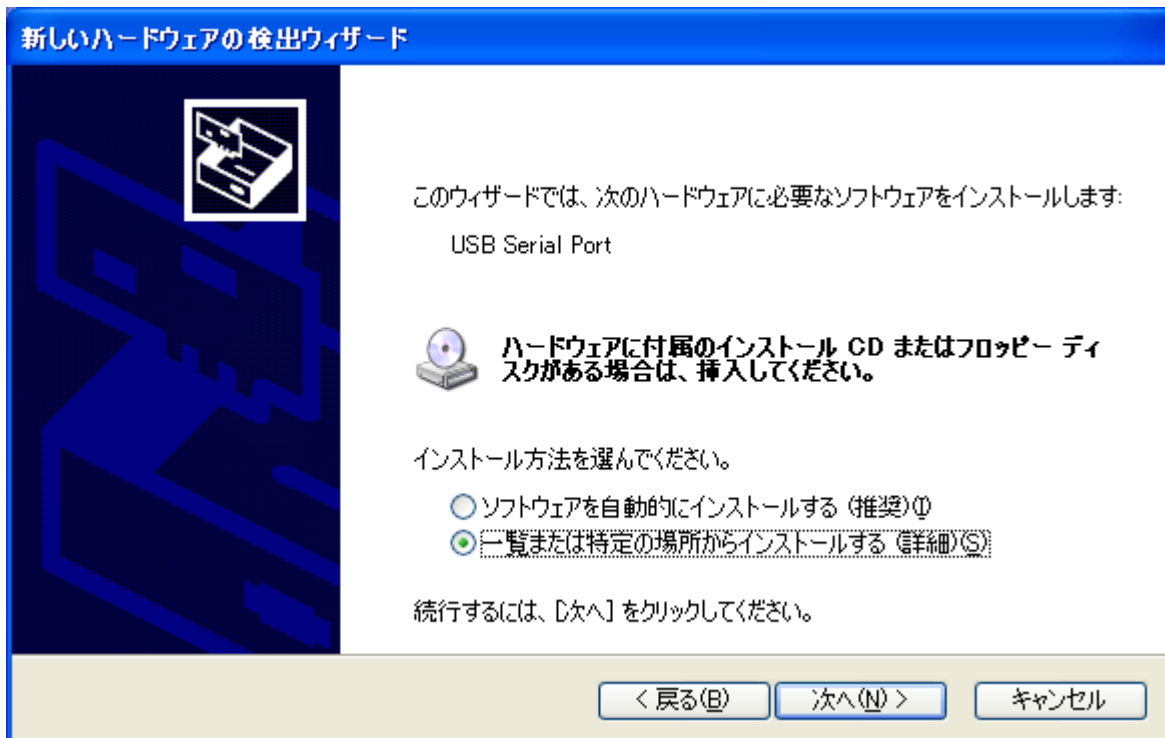 新しいハードウェアの検出ウィザード
このウィザードでは、次のハードウェアに必要なソフトウェアをインストールします:
USB Serial Port
ハードウェアに付属のインストール CD またはフロッピー ディ
スクがある場合は、挿入してください。
インストール方法を選んでください。
ソフトウェアを自動的にインストールする (推奨)(I)
一覧または特定の場所からインストールする (詳細)(S)
続行するには、[次へ] をクリックしてください。
< 戻る(B)
次へ(N) >
キャンセル